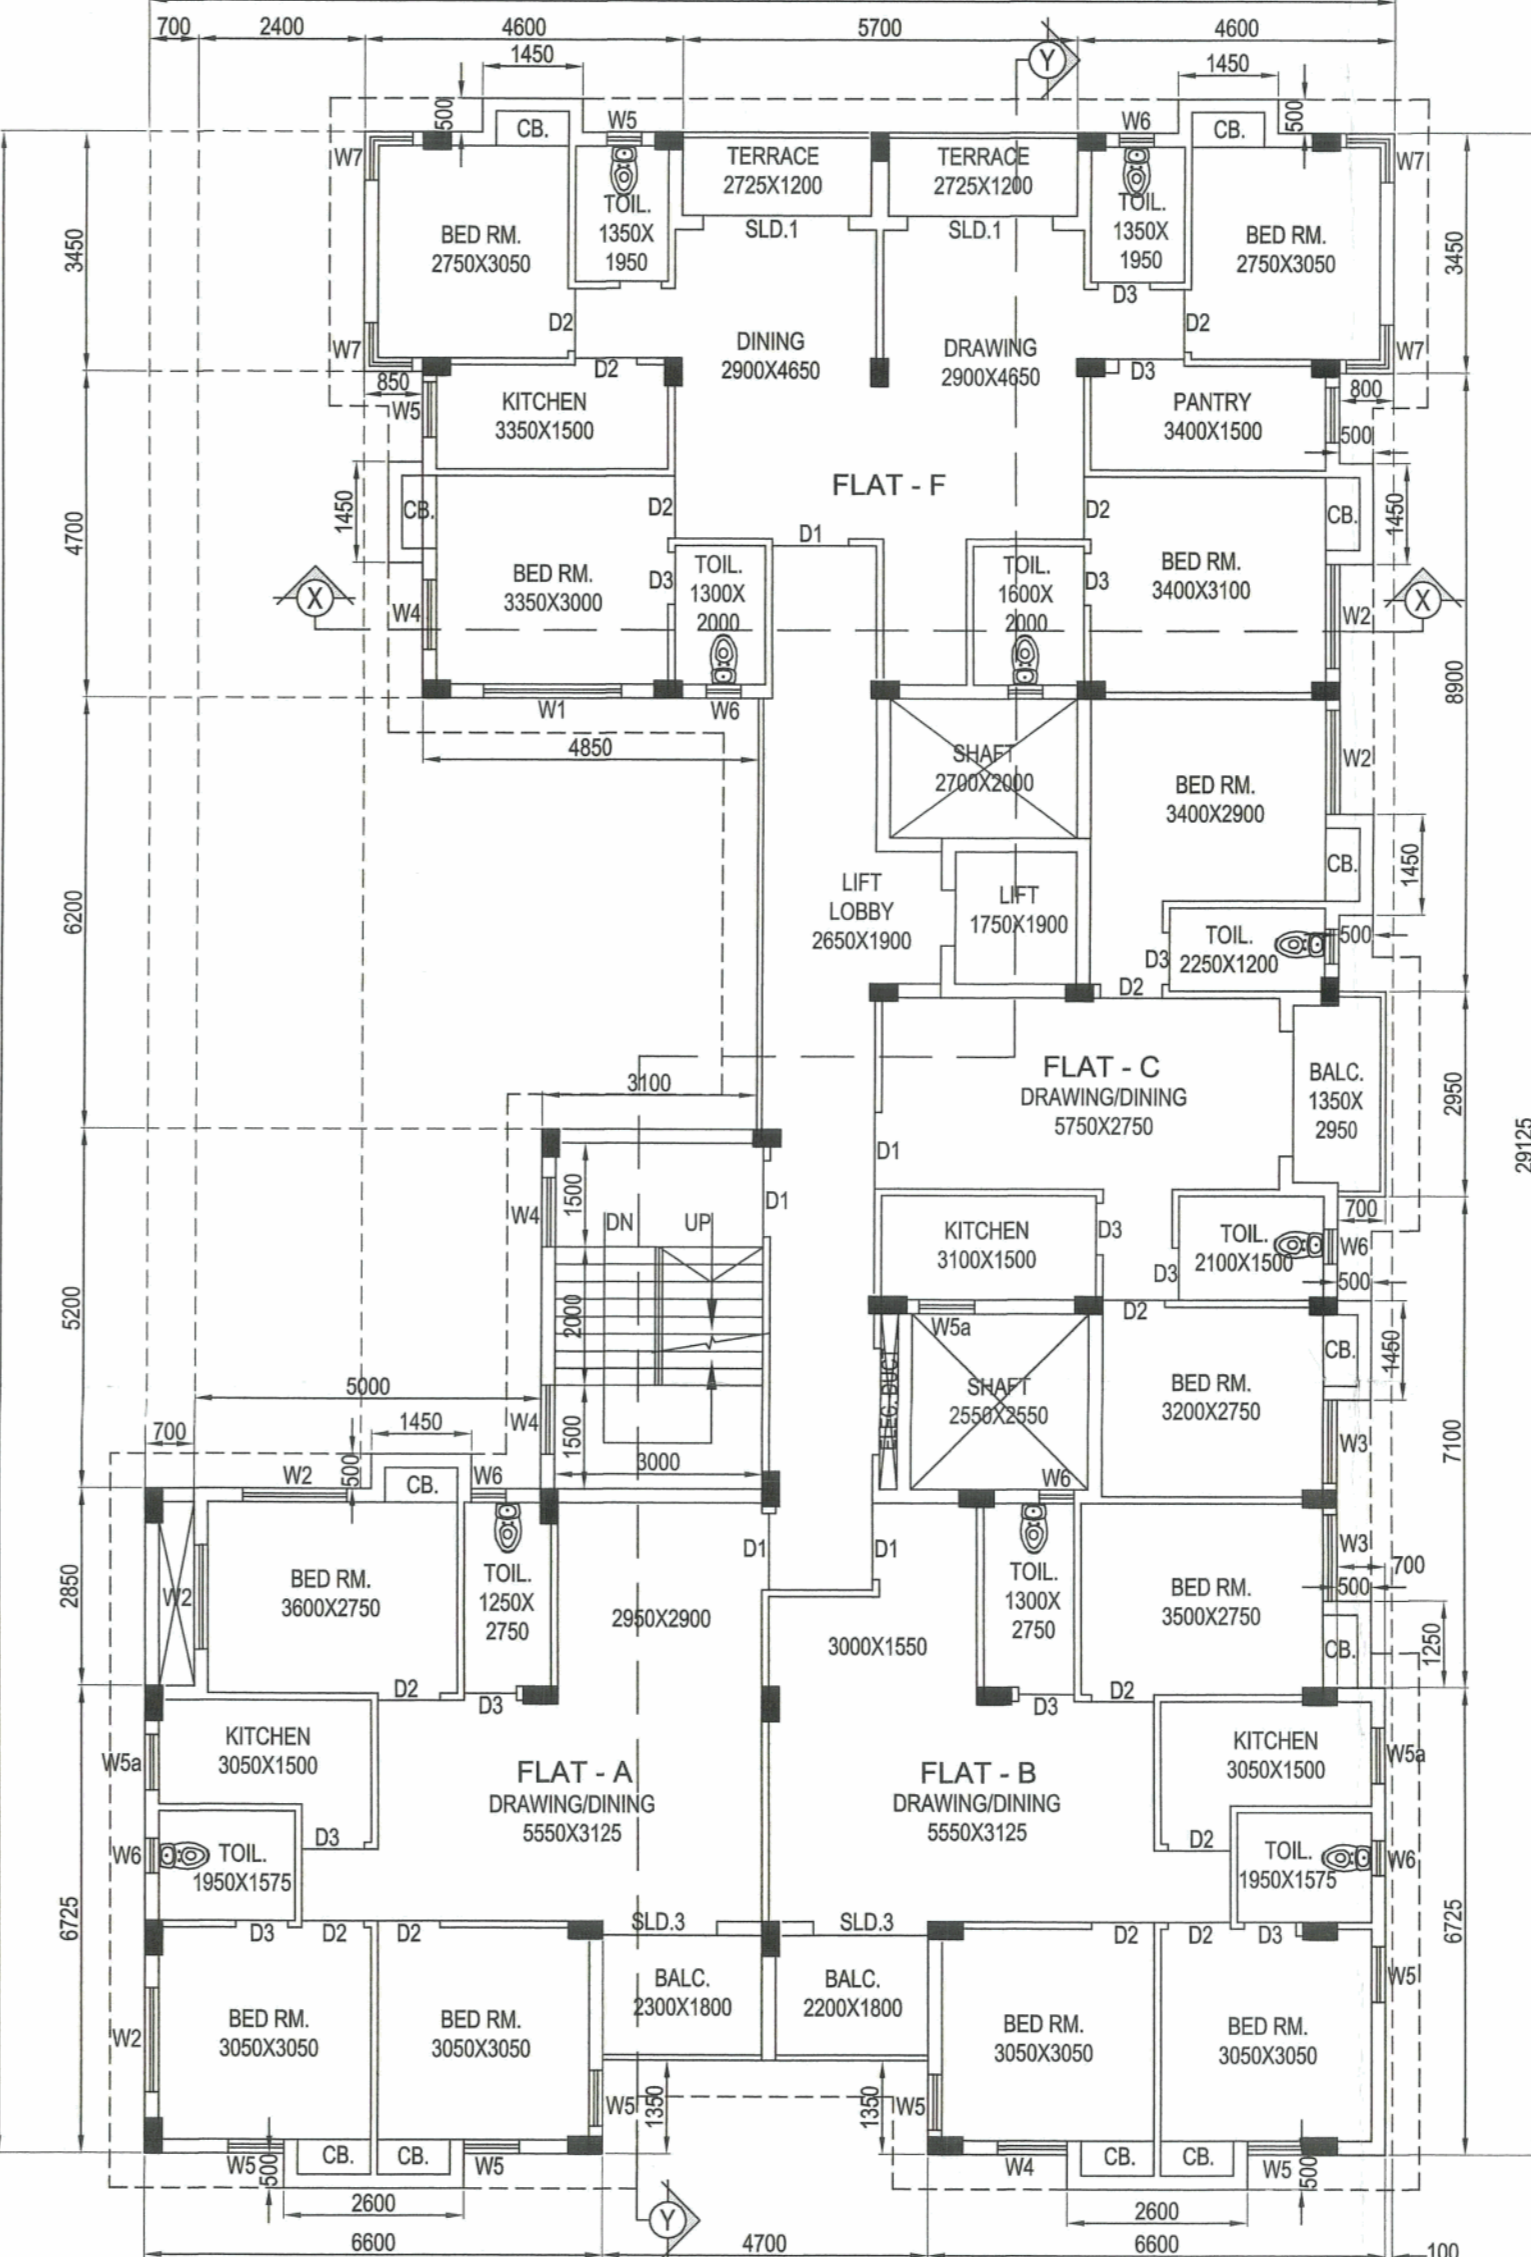 700
2400
4600
5700
4600
1450
Y
1450
500
500
CB.
W5
W6
CB.
W7
TERRACE
2725X1200
TERRACE
2725X1200
W7
TOIL.
1350X
1950
TOIL.
1350X
1950
SLD.1
SLD.1
BED RM.
2750X3050
BED RM.
2750X3050
3450
3450
D3
D2
D2
DINING
2900X4650
DRAWING
2900X4650
W7
W7
D2
D3
850
800
W5
KITCHEN
3350X1500
PANTRY
3400X1500
500
FLAT - F
1450
CB.
D2
D2
CB.
1450
4700
D1
BED RM.
3350X3000
D3
TOIL.
1300X
2000
TOIL.
1600X
2000
D3
BED RM.
3400X3100
X
X
W4
W2
8900
W1
W6
4850
SHAFT
2700X2000
W2
BED RM.
3400X2900
CB.
1450
6200
LIFT
LOBBY
2650X1900
LIFT
1750X1900
TOIL.
2250X1200
500
D3
D2
FLAT - C
DRAWING/DINING
5750X2750
BALC.
1350X
2950
2950
3100
29125
D1
D1
1500
W4
DN
UP
KITCHEN
3100X1500
D3
TOIL.
2100X1500
700
W6
D3
500
5200
2000
D2
W5a
CB.
1450
ELEC. DUCT
SHAFT
2550X2550
BED RM.
3200X2750
5000
W4
1500
3000
700
1450
W3
7100
W2
500
CB.
W6
W6
D1
D1
W3
700
2850
W2
BED RM.
3600X2750
TOIL.
1250X
2750
2950X2900
3000X1550
TOIL.
1300X
2750
BED RM.
3500X2750
500
CB.
1250
D2
D3
D3
D2
KITCHEN
3050X1500
W5a
KITCHEN
3050X1500
W5a
FLAT - A
DRAWING/DINING
5550X3125
FLAT - B
DRAWING/DINING
5550X3125
D3
D2
W6
TOIL.
1950X1575
TOIL.
1950X1575
W6
6725
6725
D3
D2
D2
SLD.3
SLD.3
D2
D2
D3
BALC.
2300X1800
BALC.
2200X1800
W5
W2
BED RM.
3050X3050
BED RM.
3050X3050
BED RM.
3050X3050
BED RM.
3050X3050
W5
1350
1350
W5
W5
500
CB.
CB.
W5
W4
CB.
CB.
W5
500
2600
2600
Y
6600
4700
6600
100